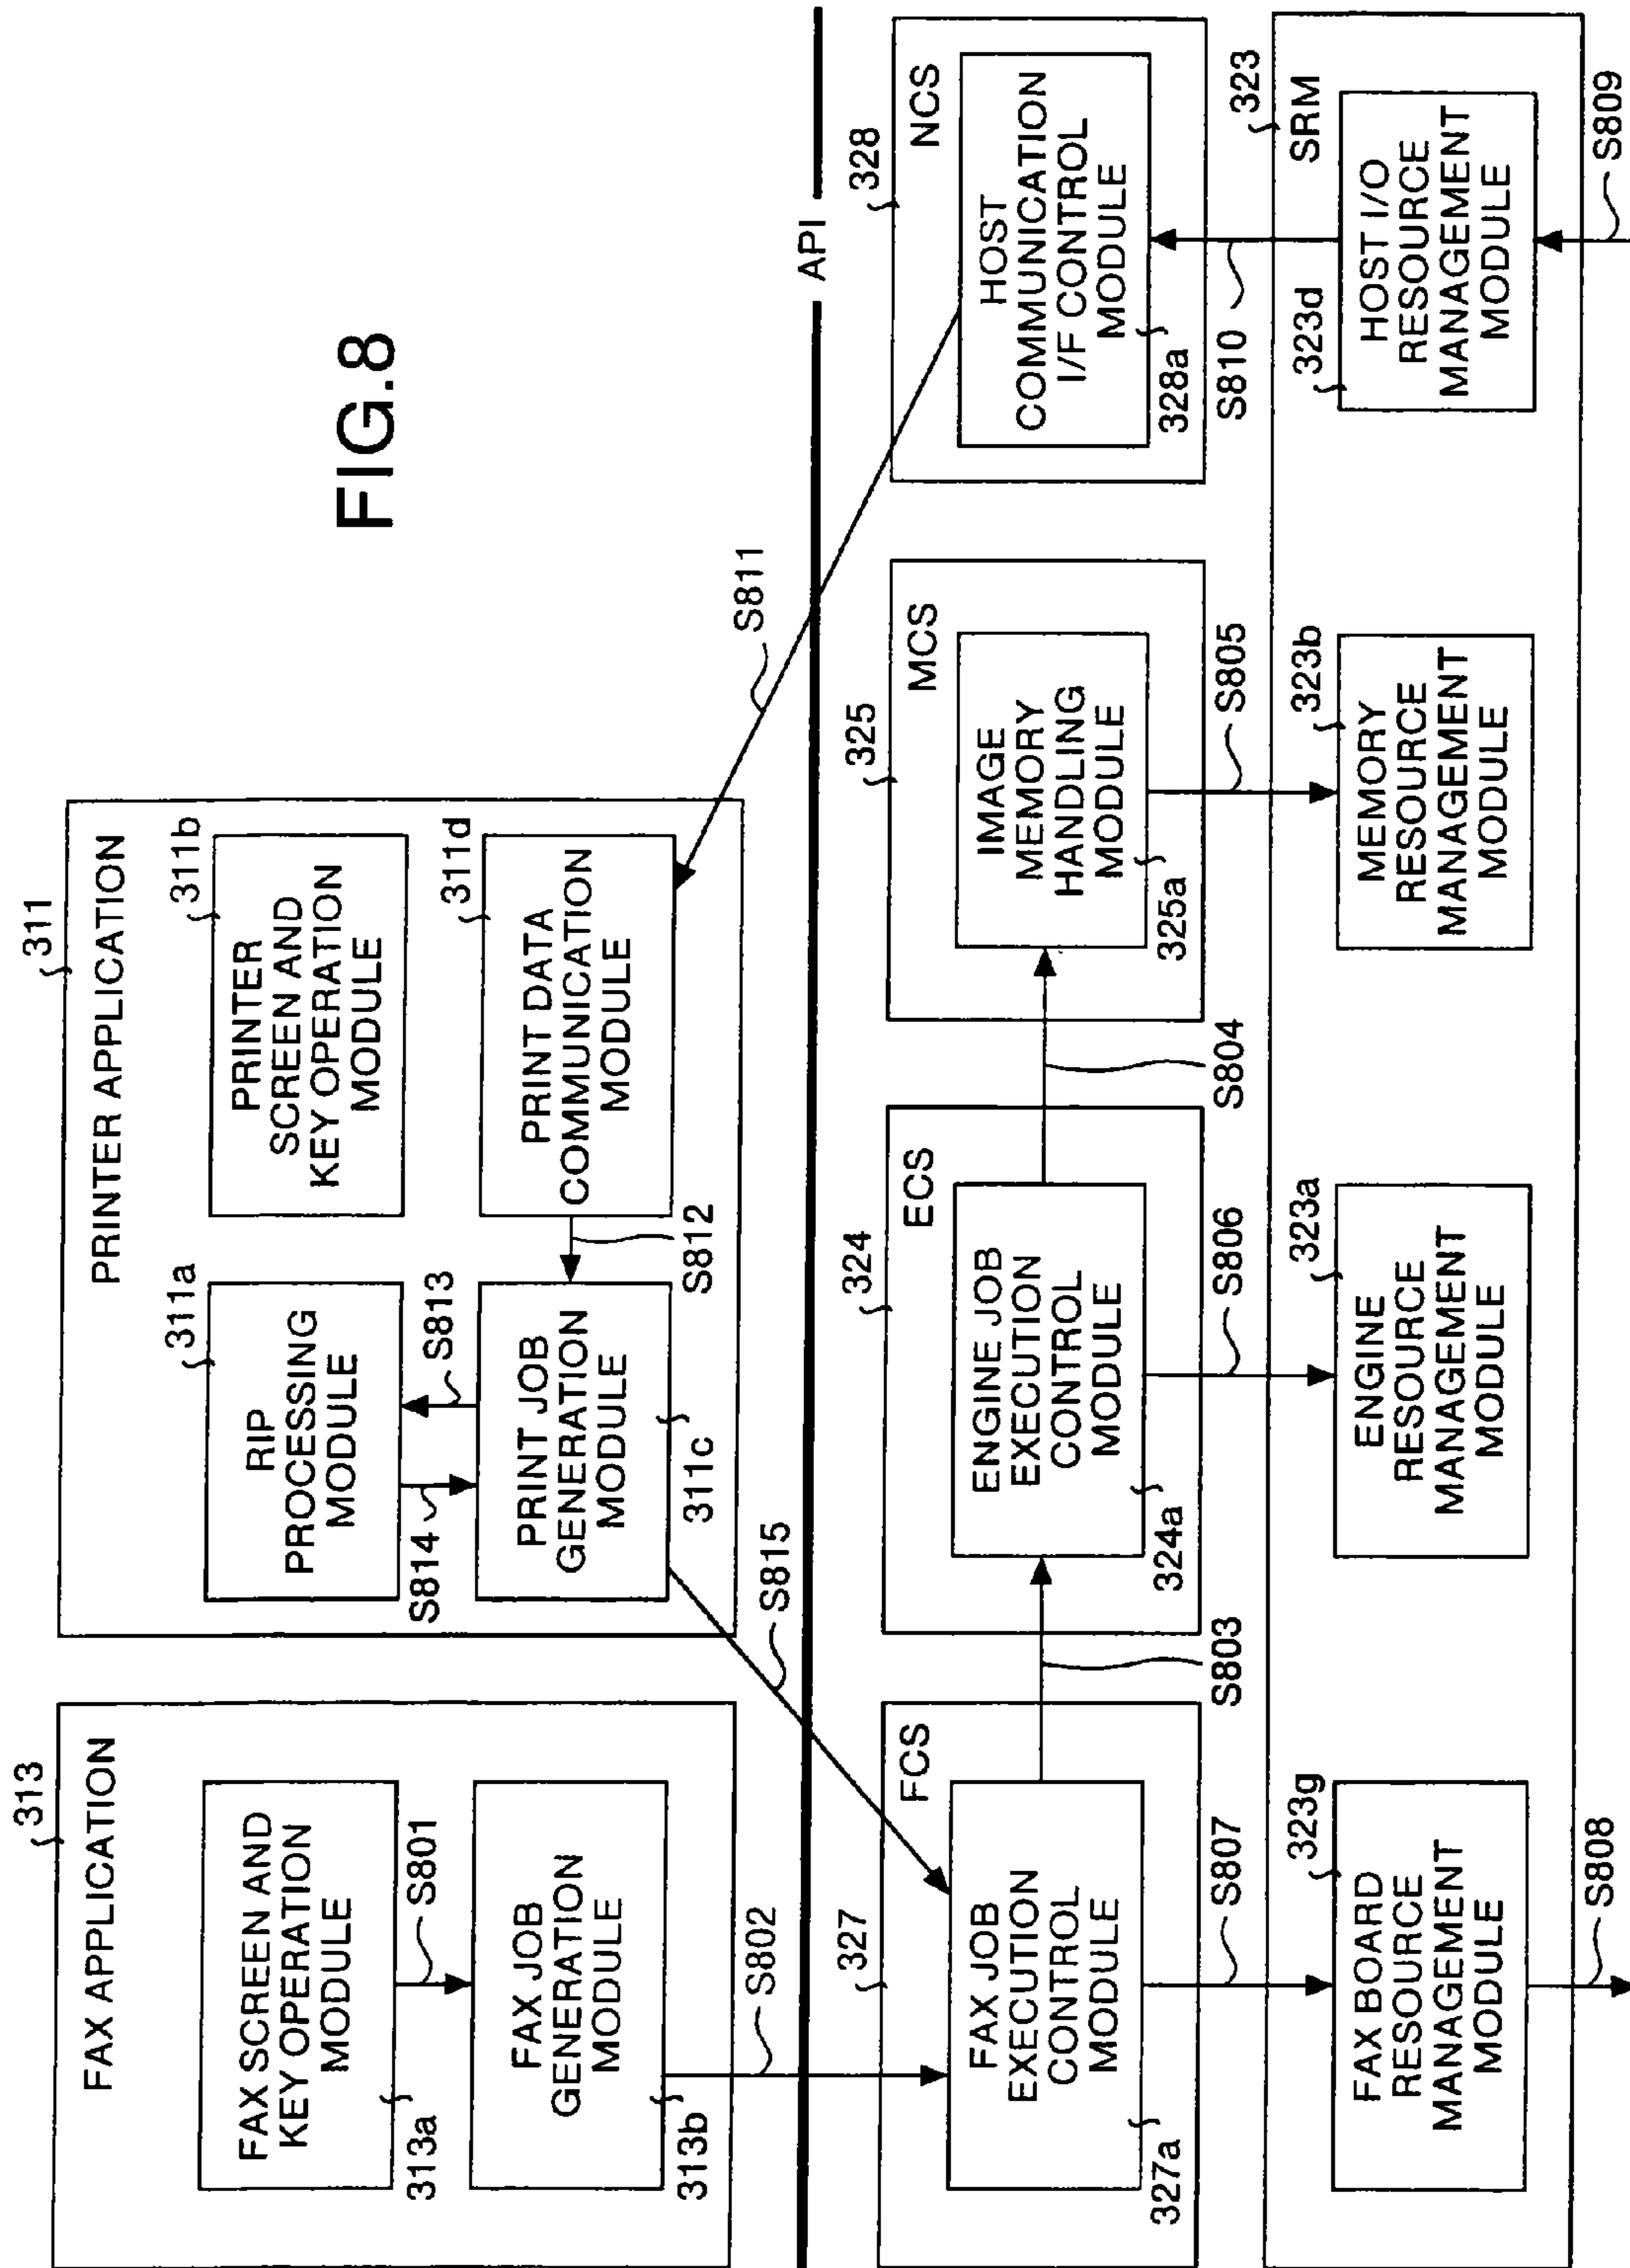 FIG.8
313
FAX APPLICATION
FAX SCREEN AND
KEY OPERATION
MODULE
313a
S801
FAX JOB
GENERATION
MODULE
313b
S802
311
PRINTER APPLICATION
311a
RIP
PROCESSING
MODULE
S814
S813
PRINT JOB
GENERATION
MODULE
311c
S815
S812
311b
PRINTER
SCREEN AND
KEY OPERATION
MODULE
311d
PRINT DATA
COMMUNICATION
MODULE
S811
API
327
FCS
FAX JOB
EXECUTION
CONTROL
MODULE
327a
S803
S807
324
ECS
ENGINE JOB
EXECUTION
CONTROL
MODULE
324a
S804
S806
325
MCS
IMAGE
MEMORY
HANDLING
MODULE
325a
S805
328
NCS
HOST
COMMUNICATION
I/F CONTROL
MODULE
328a
S810
323
SRM
323g
FAX BOARD
RESOURCE
MANAGEMENT
MODULE
S808
323a
ENGINE
RESOURCE
MANAGEMENT
MODULE
323b
MEMORY
RESOURCE
MANAGEMENT
MODULE
323d
HOST I/O
RESOURCE
MANAGEMENT
MODULE
S809